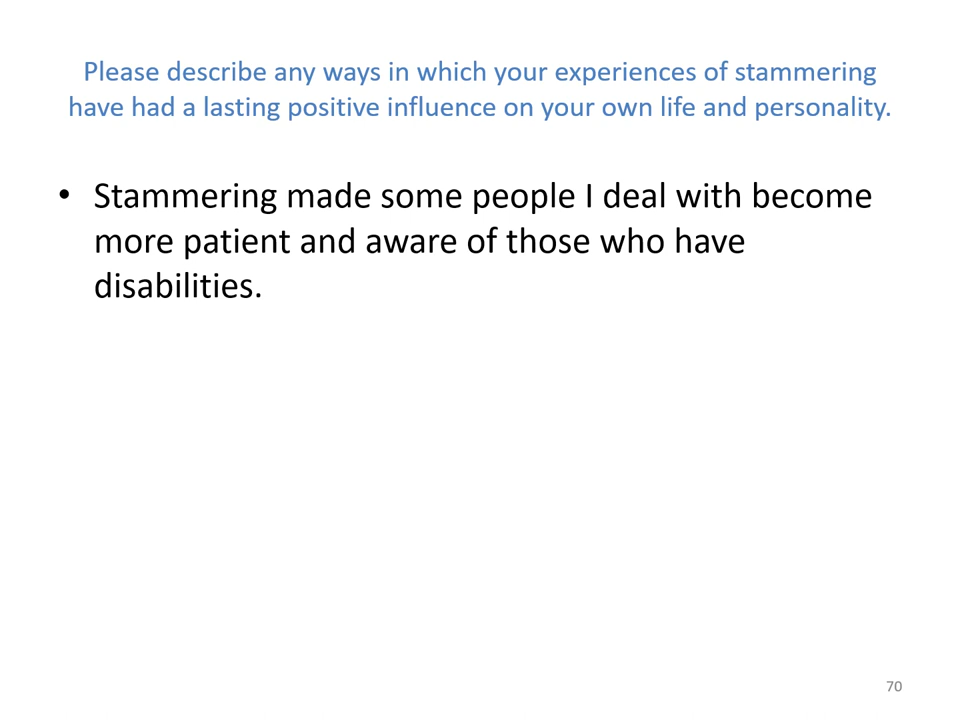 Please describe any ways in which your experiences of stammering
have had a lasting positive influence on your own life and personality.
• Stammering made some people I deal with become
more patient and aware of those who have
disabilities.
70